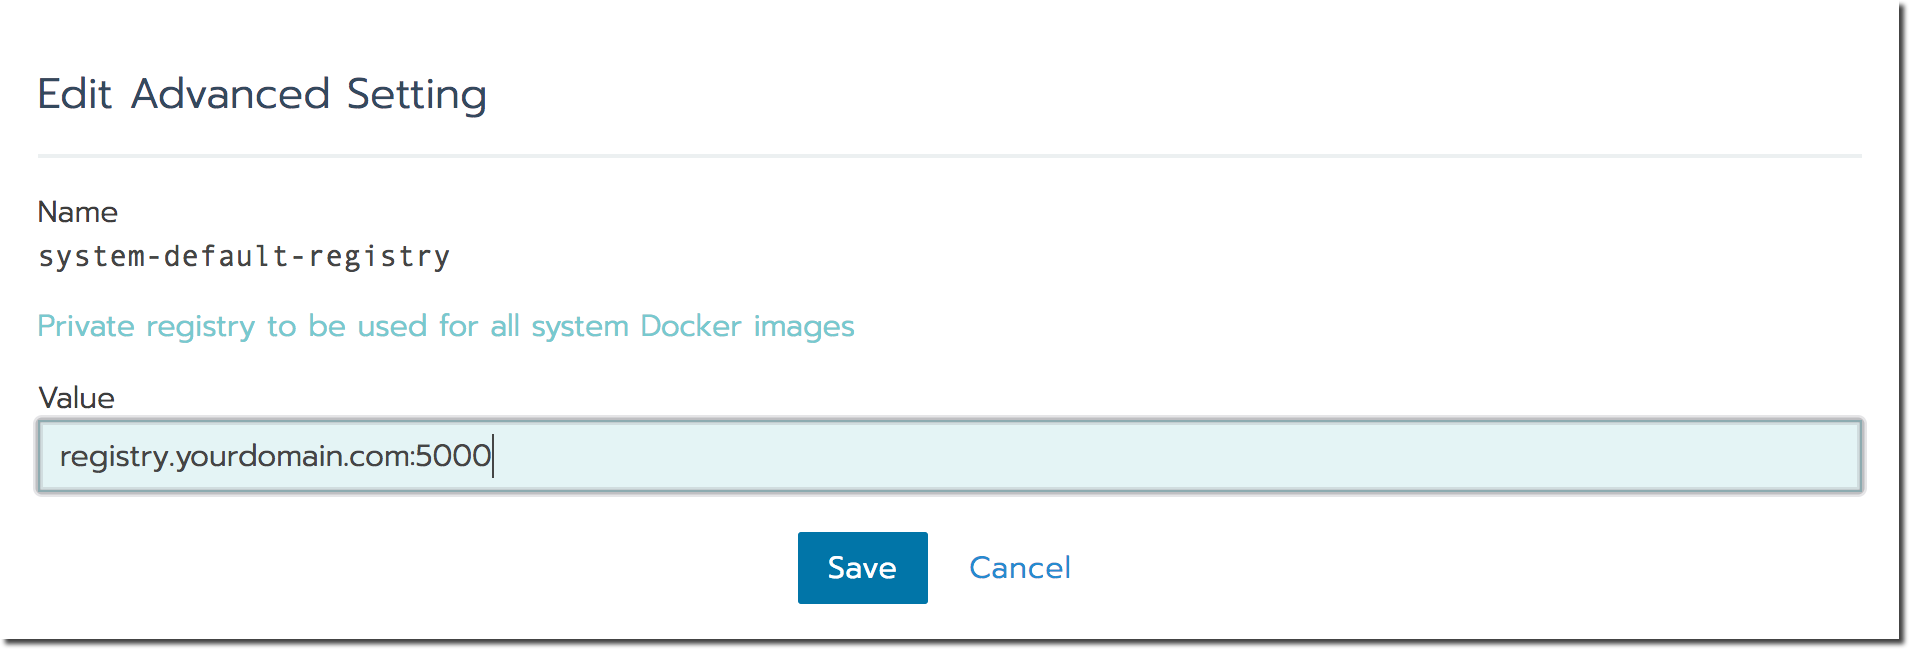 Edit Advanced Setting
Name
system-default-registry
Private registry to be used for all system Docker images
Value
registry.yourdomain.com:5000
Save Cancel